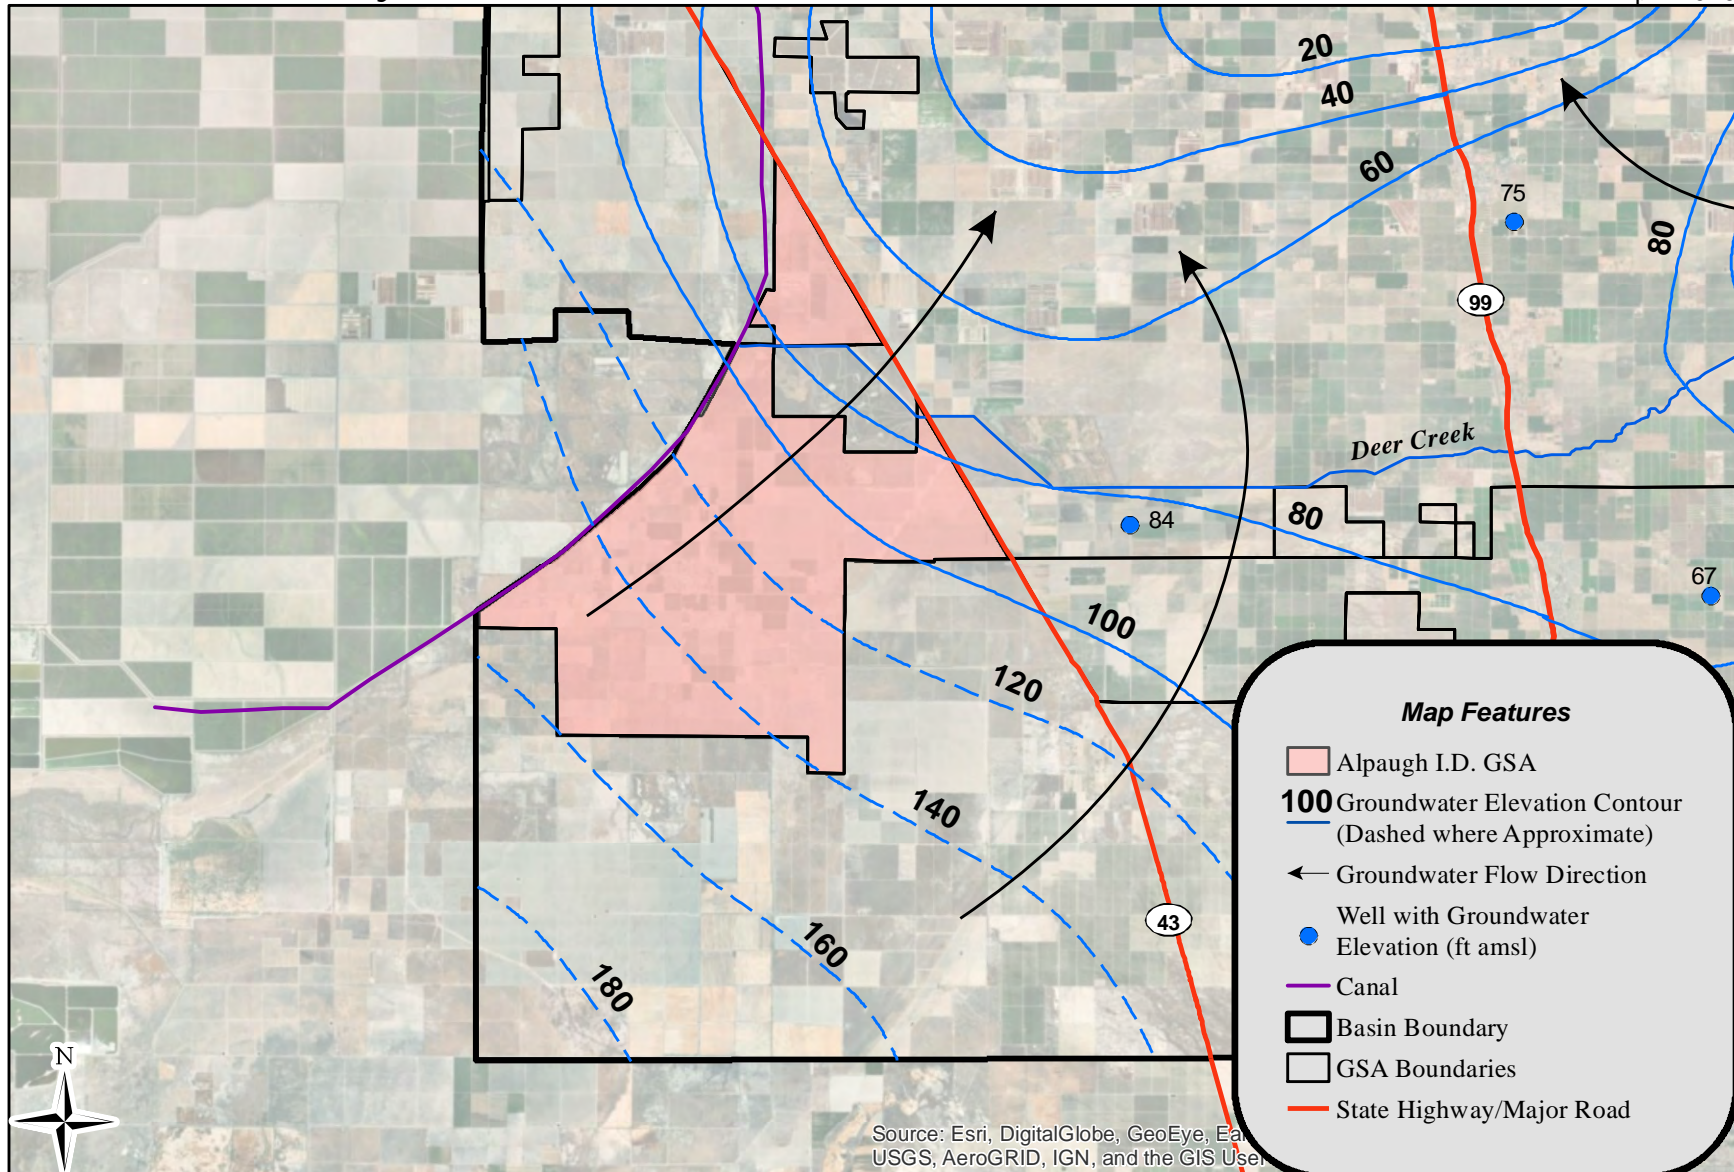 20
40
60
75
80
99
Deer Creek
84
80
67
100
120
140
160
180
43
N
Map Features
Alpaugh I.D. GSA
100 Groundwater Elevation Contour
(Dashed where Approximate)
Groundwater Flow Direction
Well with Groundwater
Elevation (ft amsl)
Canal
Basin Boundary
GSA Boundaries
State Highway/Major Road
Source: Esri, DigitalGlobe, GeoEye,
USGS, AeroGRID, IGN, and the GIS